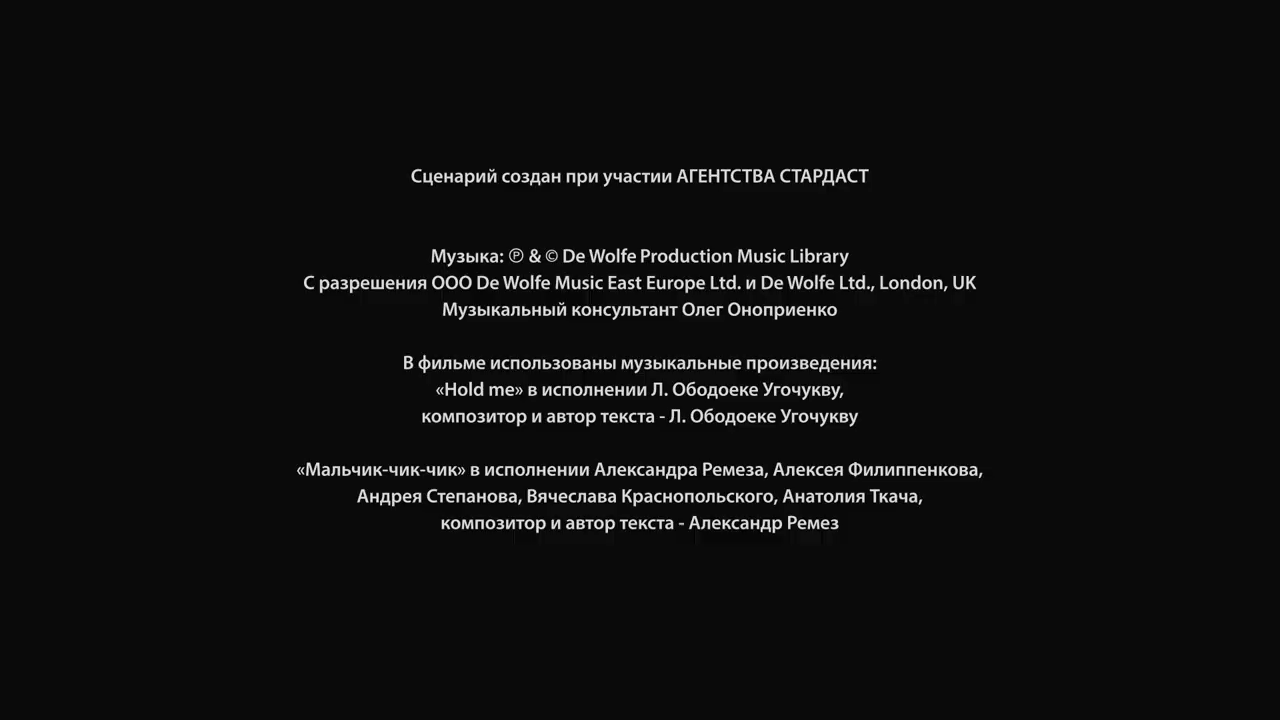 Сценарий создан при участии АГЕНТСТВА СТАРДАСТ
Музыка: ℗ & © De Wolfe Production Music Library
С разрешения ООО De Wolfe Music East Europe Ltd. и De Wolfe Ltd., London, UK
Музыкальный консультант Олег Оноприенко
В фильме использованы музыкальные произведения:
«Hold me» в исполнении Л. Ободоеке Угочукву,
композитор и автор текста - Л. Ободоеке Угочукву
«Мальчик-чик-чик» в исполнении Александра Ремеза, Алексея Филиппенкова,
Андрея Степанова, Вячеслава Краснопольского, Анатолия Ткача,
композитор и автор текста - Александр Ремез